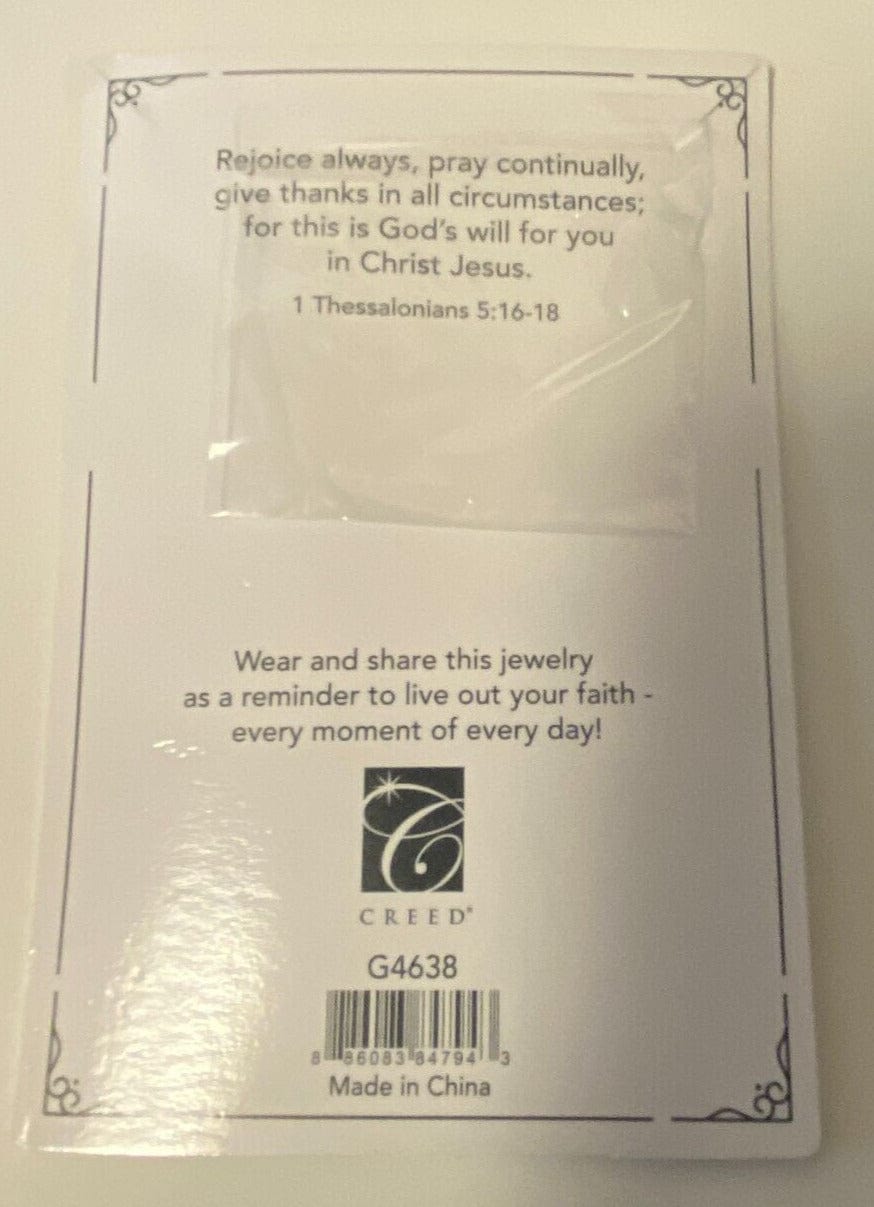 Rejoice always, pray continually,
give thanks in all circumstances;
for this is God's will for you
in Christ Jesus.
1 Thessalonians 5:16-18
Wear and share this jewelry
as a reminder to live out your faith -
every moment of every day!
CREED®
G4638
8 86083 84794 3
Made in China